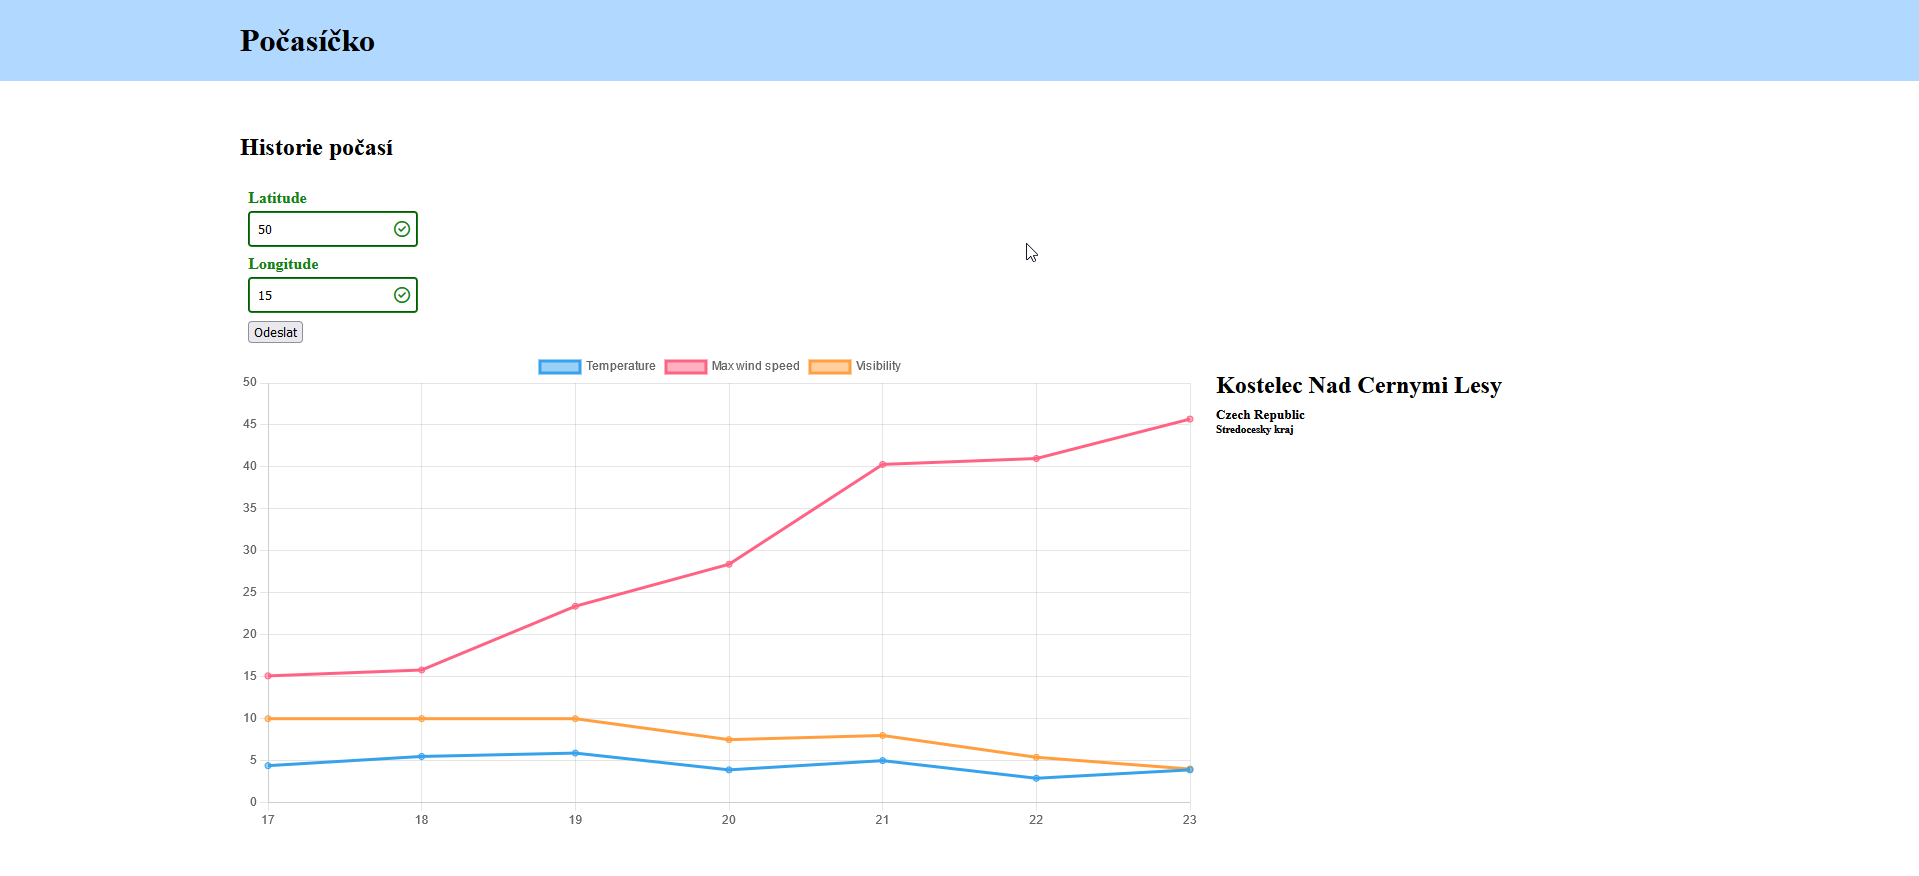 Počasíčko
Historie počasí
Latitude
50
Longitude
15
Odeslat
Temperature Max wind speed Visibility
50
45
40
35
30
25
20
15
10
5
0
17 18 19 20 21 22 23
Kostelec Nad Cernymi Lesy
Czech Republic
Stredocesky kraj